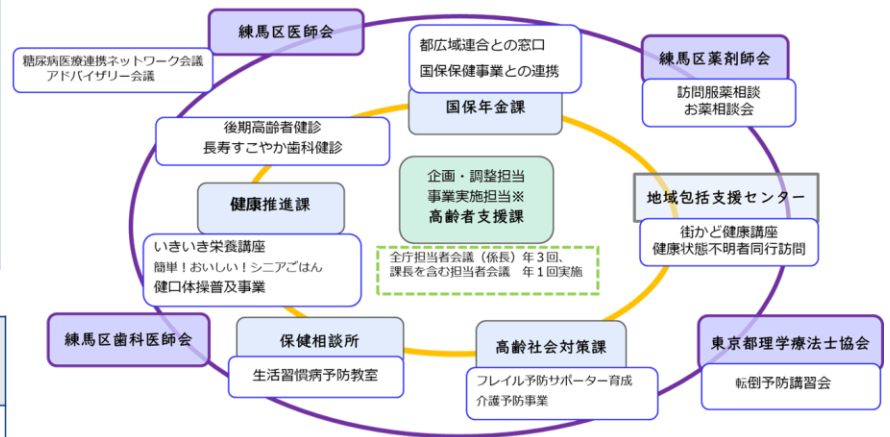 練馬区医師会
糖尿病医療連携ネットワーク会議
アドバイザリー会議
都広域連合との窓口
国保保健事業との連携
国保年金課
練馬区薬剤師会
訪問服薬相談
お薬相談会
後期高齢者健診
長寿すこやか歯科健診
健康推進課
いきいき栄養講座
簡単！おいしい！シニアごはん
健口体操普及事業
企画・調整担当
事業実施担当※
高齢者支援課
全庁担当者会議（係長）年３回、
課長を含む担当者会議　年１回実施
地域包括支援センター
街かど健康講座
健康状態不明者同行訪問
練馬区歯科医師会
保健相談所
生活習慣病予防教室
高齢社会対策課
フレイル予防サポーター育成
介護予防事業
東京都理学療法士協会
転倒予防講習会